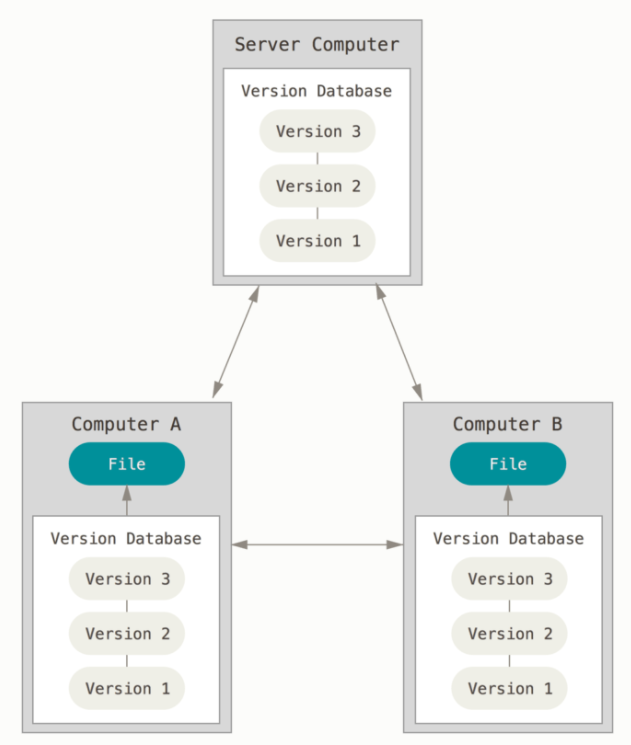 Server Computer
Version Database
Version 3
Version 2
Version 1
Computer A
File
Version Database
Version 3
Version 2
Version 1
Computer B
File
Version Database
Version 3
Version 2
Version 1